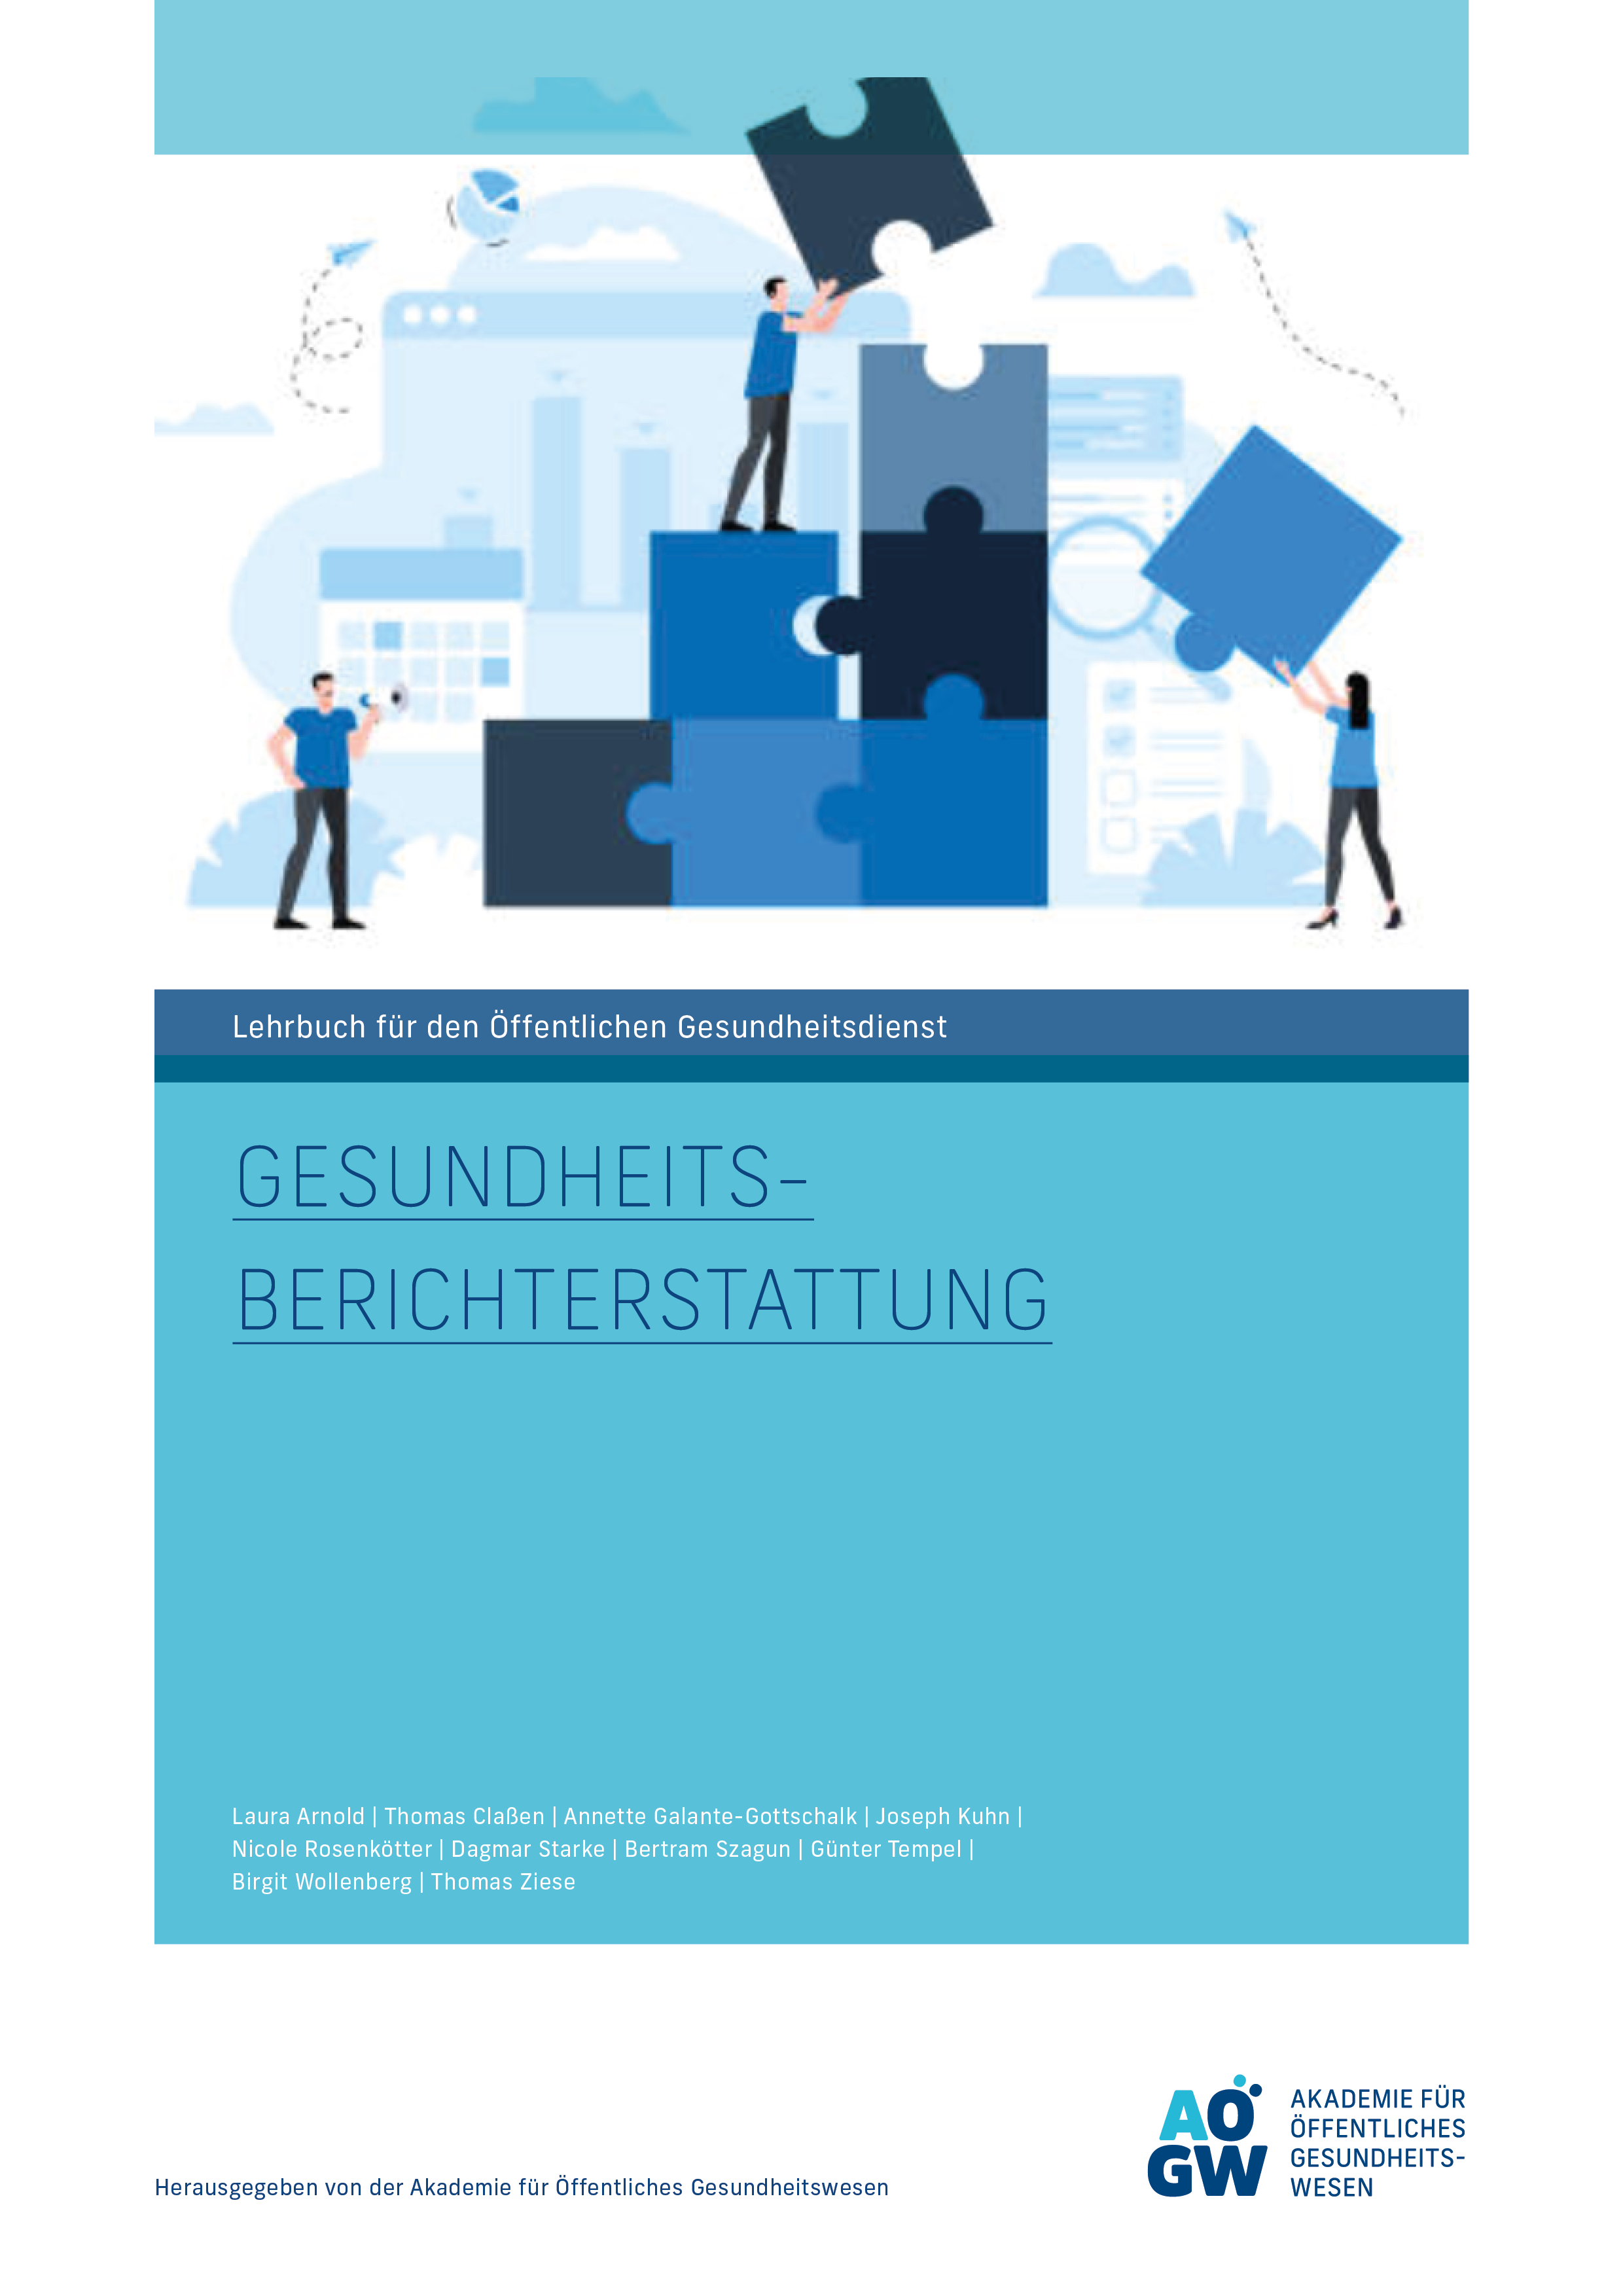 Lehrbuch für den Öffentlichen Gesundheitsdienst
GESUNDHEITS-
BERICHTERSTATTUNG
Laura Arnold | Thomas Claßen | Annette Galante-Gottschalk | Joseph Kuhn |
Nicole Rosenkötter | Dagmar Starke | Bertram Szagun | Günter Tempel |
Birgit Wollenberg | Thomas Ziese
Herausgegeben von der Akademie für Öffentliches Gesundheitswesen
AÖ
GW
AKADEMIE FÜR
ÖFFENTLICHES
GESUNDHEITS-
WESEN